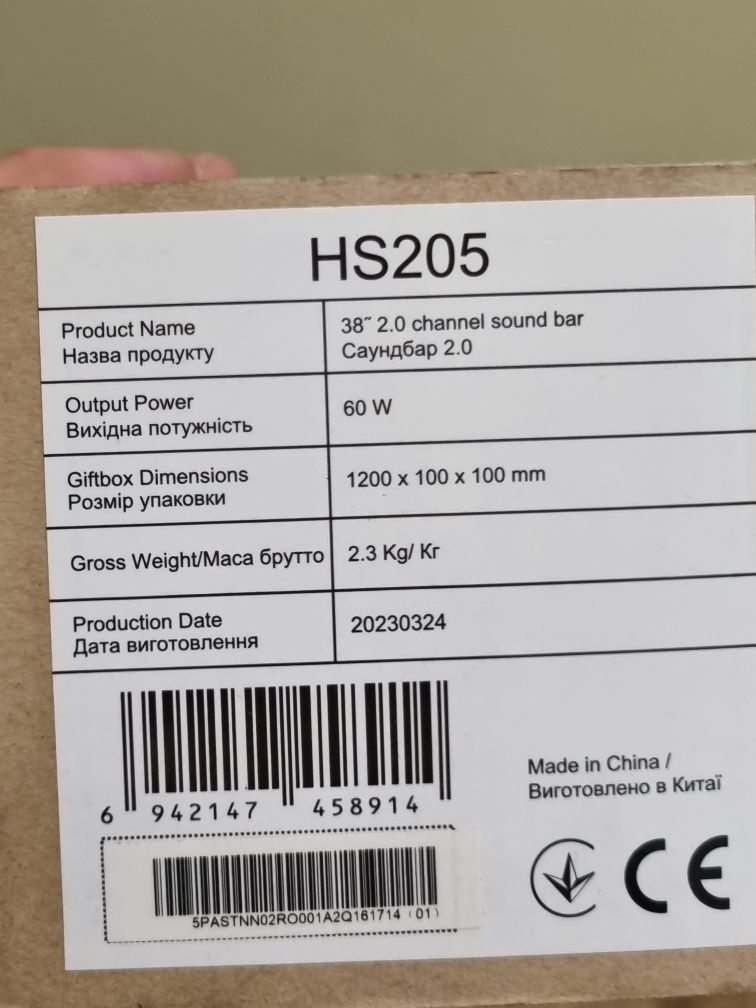 HS205
Product Name
Назва продукту
38˝ 2.0 channel sound bar
Саундбар 2.0
Output Power
Вихідна потужність
60 W
Giftbox Dimensions
Розмір упаковки
1200 x 100 x 100 mm
Gross Weight/Маса брутто
2.3 Kg/ Кг
Production Date
Дата виготовлення
20230324
6 942147 458914
Made in China /
Виготовлено в Китаї
5PASTNN02RO001A2Q161714 (01)
CE